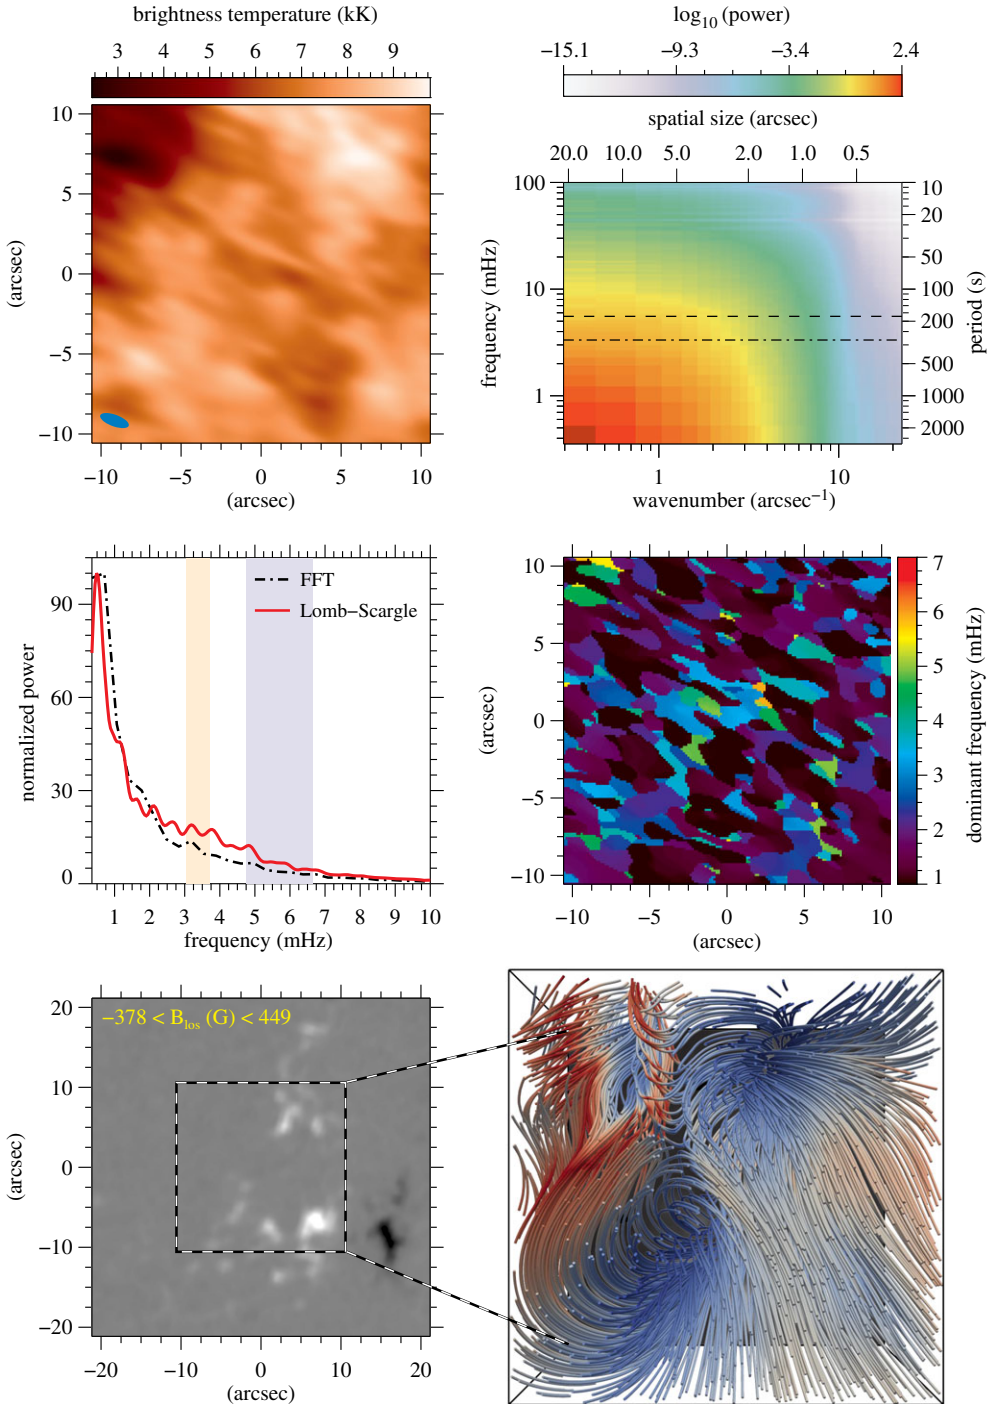 brightness temperature (kK)
3 4 5 6 7 8 9
10
5
0
−5
−10
(arcsec)
−10 −5 0 5 10
(arcsec)
log10 (power)
−15.1 −9.3 −3.4 2.4
spatial size (arcsec)
20.0 10.0 5.0 2.0 1.0 0.5
100
10
1
frequency (mHz)
10
20
50
100
200
500
1000
2000
period (s)
1 10
wavenumber (arcsec−1)
90
60
30
0
normalized power
FFT
Lomb−Scargle
1 2 3 4 5 6 7 8 9 10
frequency (mHz)
10
5
0
−5
−10
(arcsec)
−10 −5 0 5 10
(arcsec)
7
6
5
4
3
2
1
dominant frequency (mHz)
−378 < Blos (G) < 449
20
10
0
−10
−20
(arcsec)
−20 −10 0 10 20
(arcsec)